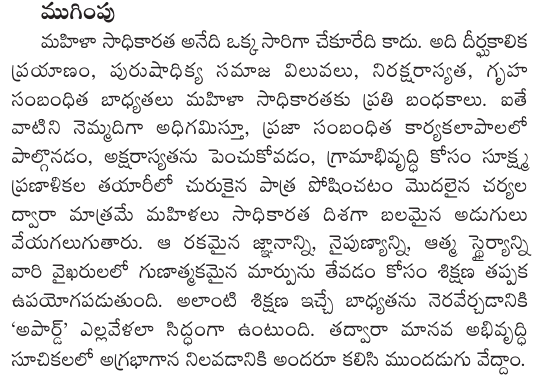 ముగింపు
మహిళా సాధికారత అనేది ఒక్క సారిగా చేకూరేది కాదు. అది దీర్ఘకాలిక
ప్రయాణం, పురుషాధిక్య సమాజ విలువలు, నిరక్షరాస్యత, గృహ
సంబంధిత బాధ్యతలు మహిళా సాధికారతకు ప్రతి బంధకాలు. ఐతే
వాటిని నెమ్మదిగా అధిగమిస్తూ, ప్రజా సంబంధిత కార్యకలాపాలలో
పాల్గొనడం, అక్షరాస్యతను పెంచుకోవడం, గ్రామాభివృద్ధి కోసం సూక్ష్మ
ప్రణాళికల తయారీలో చురుకైన పాత్ర పోషించటం మొదలైన చర్యల
ద్వారా మాత్రమే మహిళలు సాధికారత దిశగా బలమైన అడుగులు
వేయగలుగుతారు. ఆ రకమైన జ్ఞానాన్ని, నైపుణ్యాన్ని, ఆత్మ స్థైర్యాన్ని
వారి వైఖరులలో గుణాత్మకమైన మార్పును తేవడం కోసం శిక్షణ తప్పక
ఉపయోగపడుతుంది. అలాంటి శిక్షణ ఇచ్చే బాధ్యతను నెరవేర్చడానికి
‘అపార్డ్’ ఎల్లవేళలా సిద్ధంగా ఉంటుంది. తద్వారా మానవ అభివృద్ధి
సూచికలలో అగ్రభాగాన నిలవడానికి అందరూ కలిసి ముందడుగు వేద్దాం.